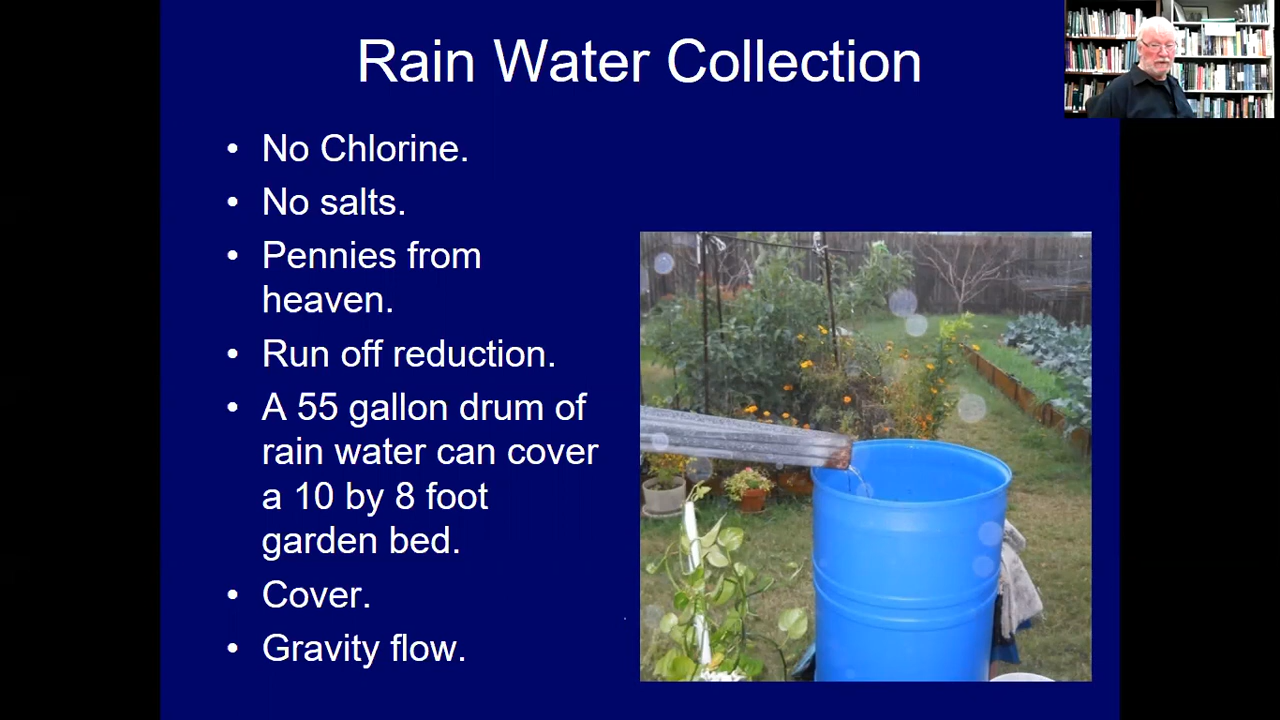 Rain Water Collection
• No Chlorine.
• No salts.
• Pennies from
heaven.
• Run off reduction.
• A 55 gallon drum of
rain water can cover
a 10 by 8 foot
garden bed.
• Cover.
• Gravity flow.